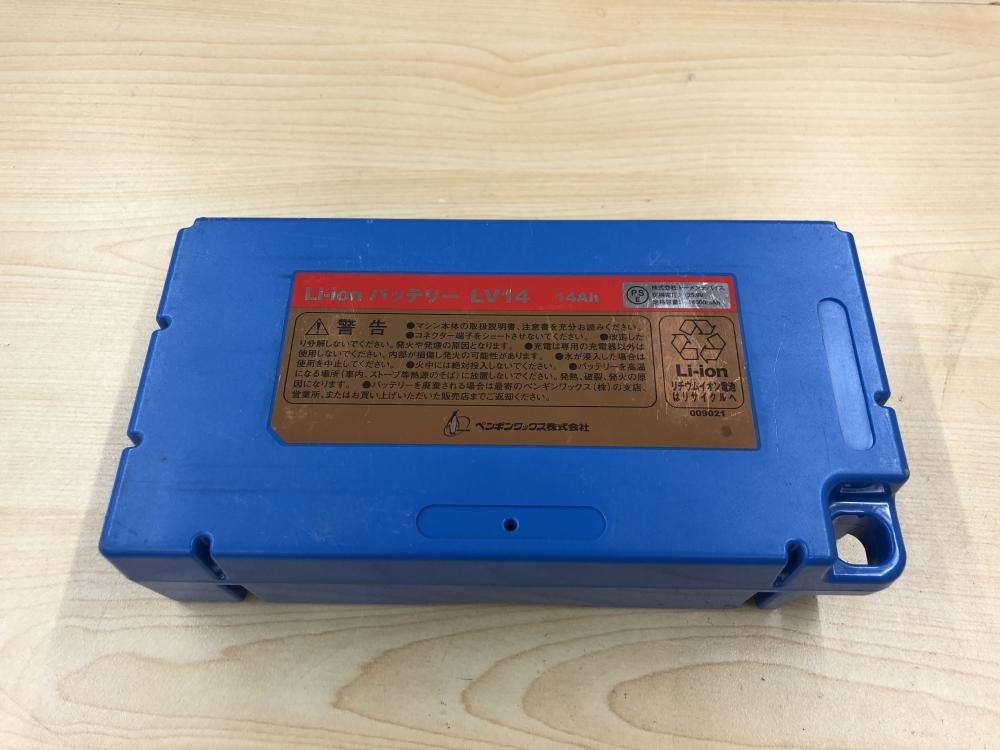 Li-ion バッテリー LV14 14Ah
PS
E
警告
●マシン本体の取扱説明書、注意書を充分お読みください。
●コネクター端子をショートさせないでください。 ●改造した
り分解しないでください。発火や発煙の原因となります。 ●充電は専用の充電器以外は
使用しないでください。内部が損傷し発火の可能性があります。 ●水が浸入した場合は
使用を中止してください。 ●火中には絶対投入しないでください。 ●バッテリーを高温
になる場所（車内、ストーブ等熱源のそば）に放置しないでください。発熱、破裂、発火の原
因になります。 ●バッテリーを廃棄される場合は最寄のペンギンワックス（株）の支店、
営業所、またはお買い上げいただいた販売店までご返却ください。
Li-ion
リチウムイオン電池
はリサイクルへ
009021
ペンギンワックス株式会社